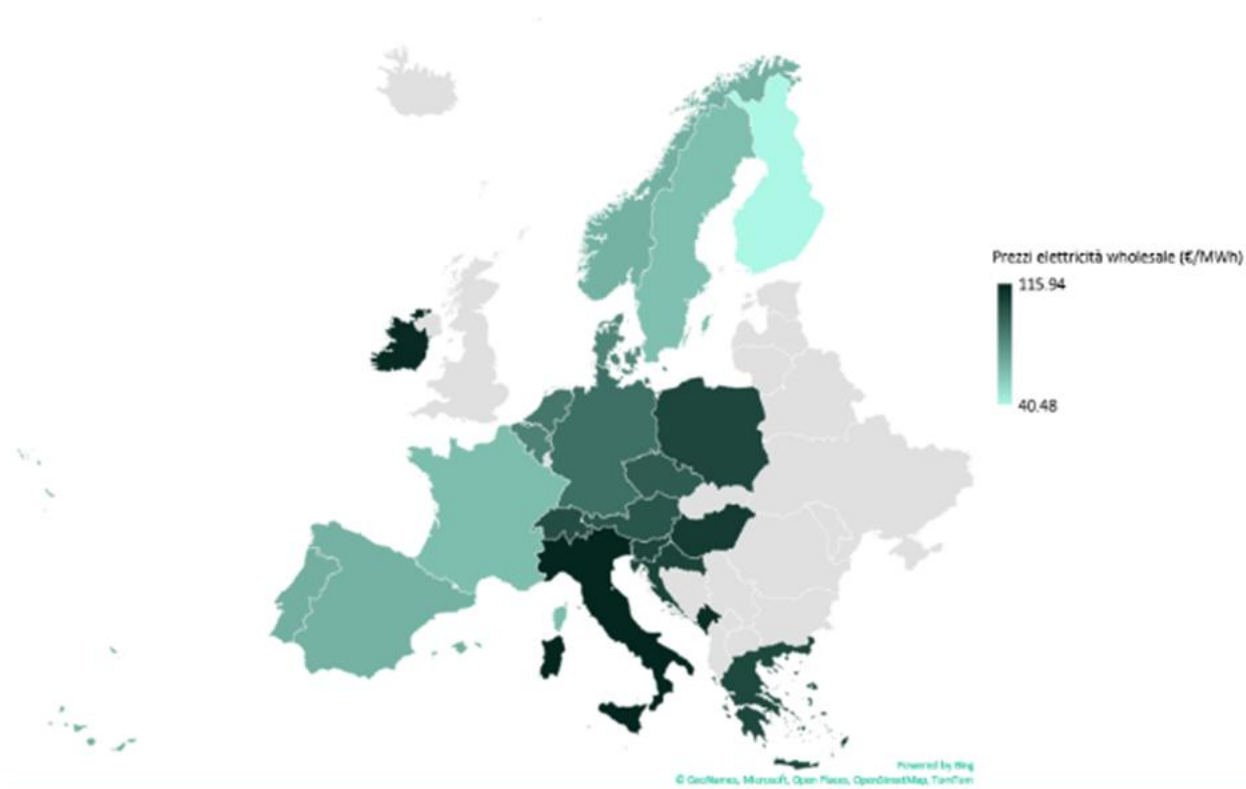 Prezzi elettricità wholesale (€/MWh)
115.94
40.48
Powered by Bing
© GeoNames, Microsoft, Open Places, OpenStreetMap, TomTom